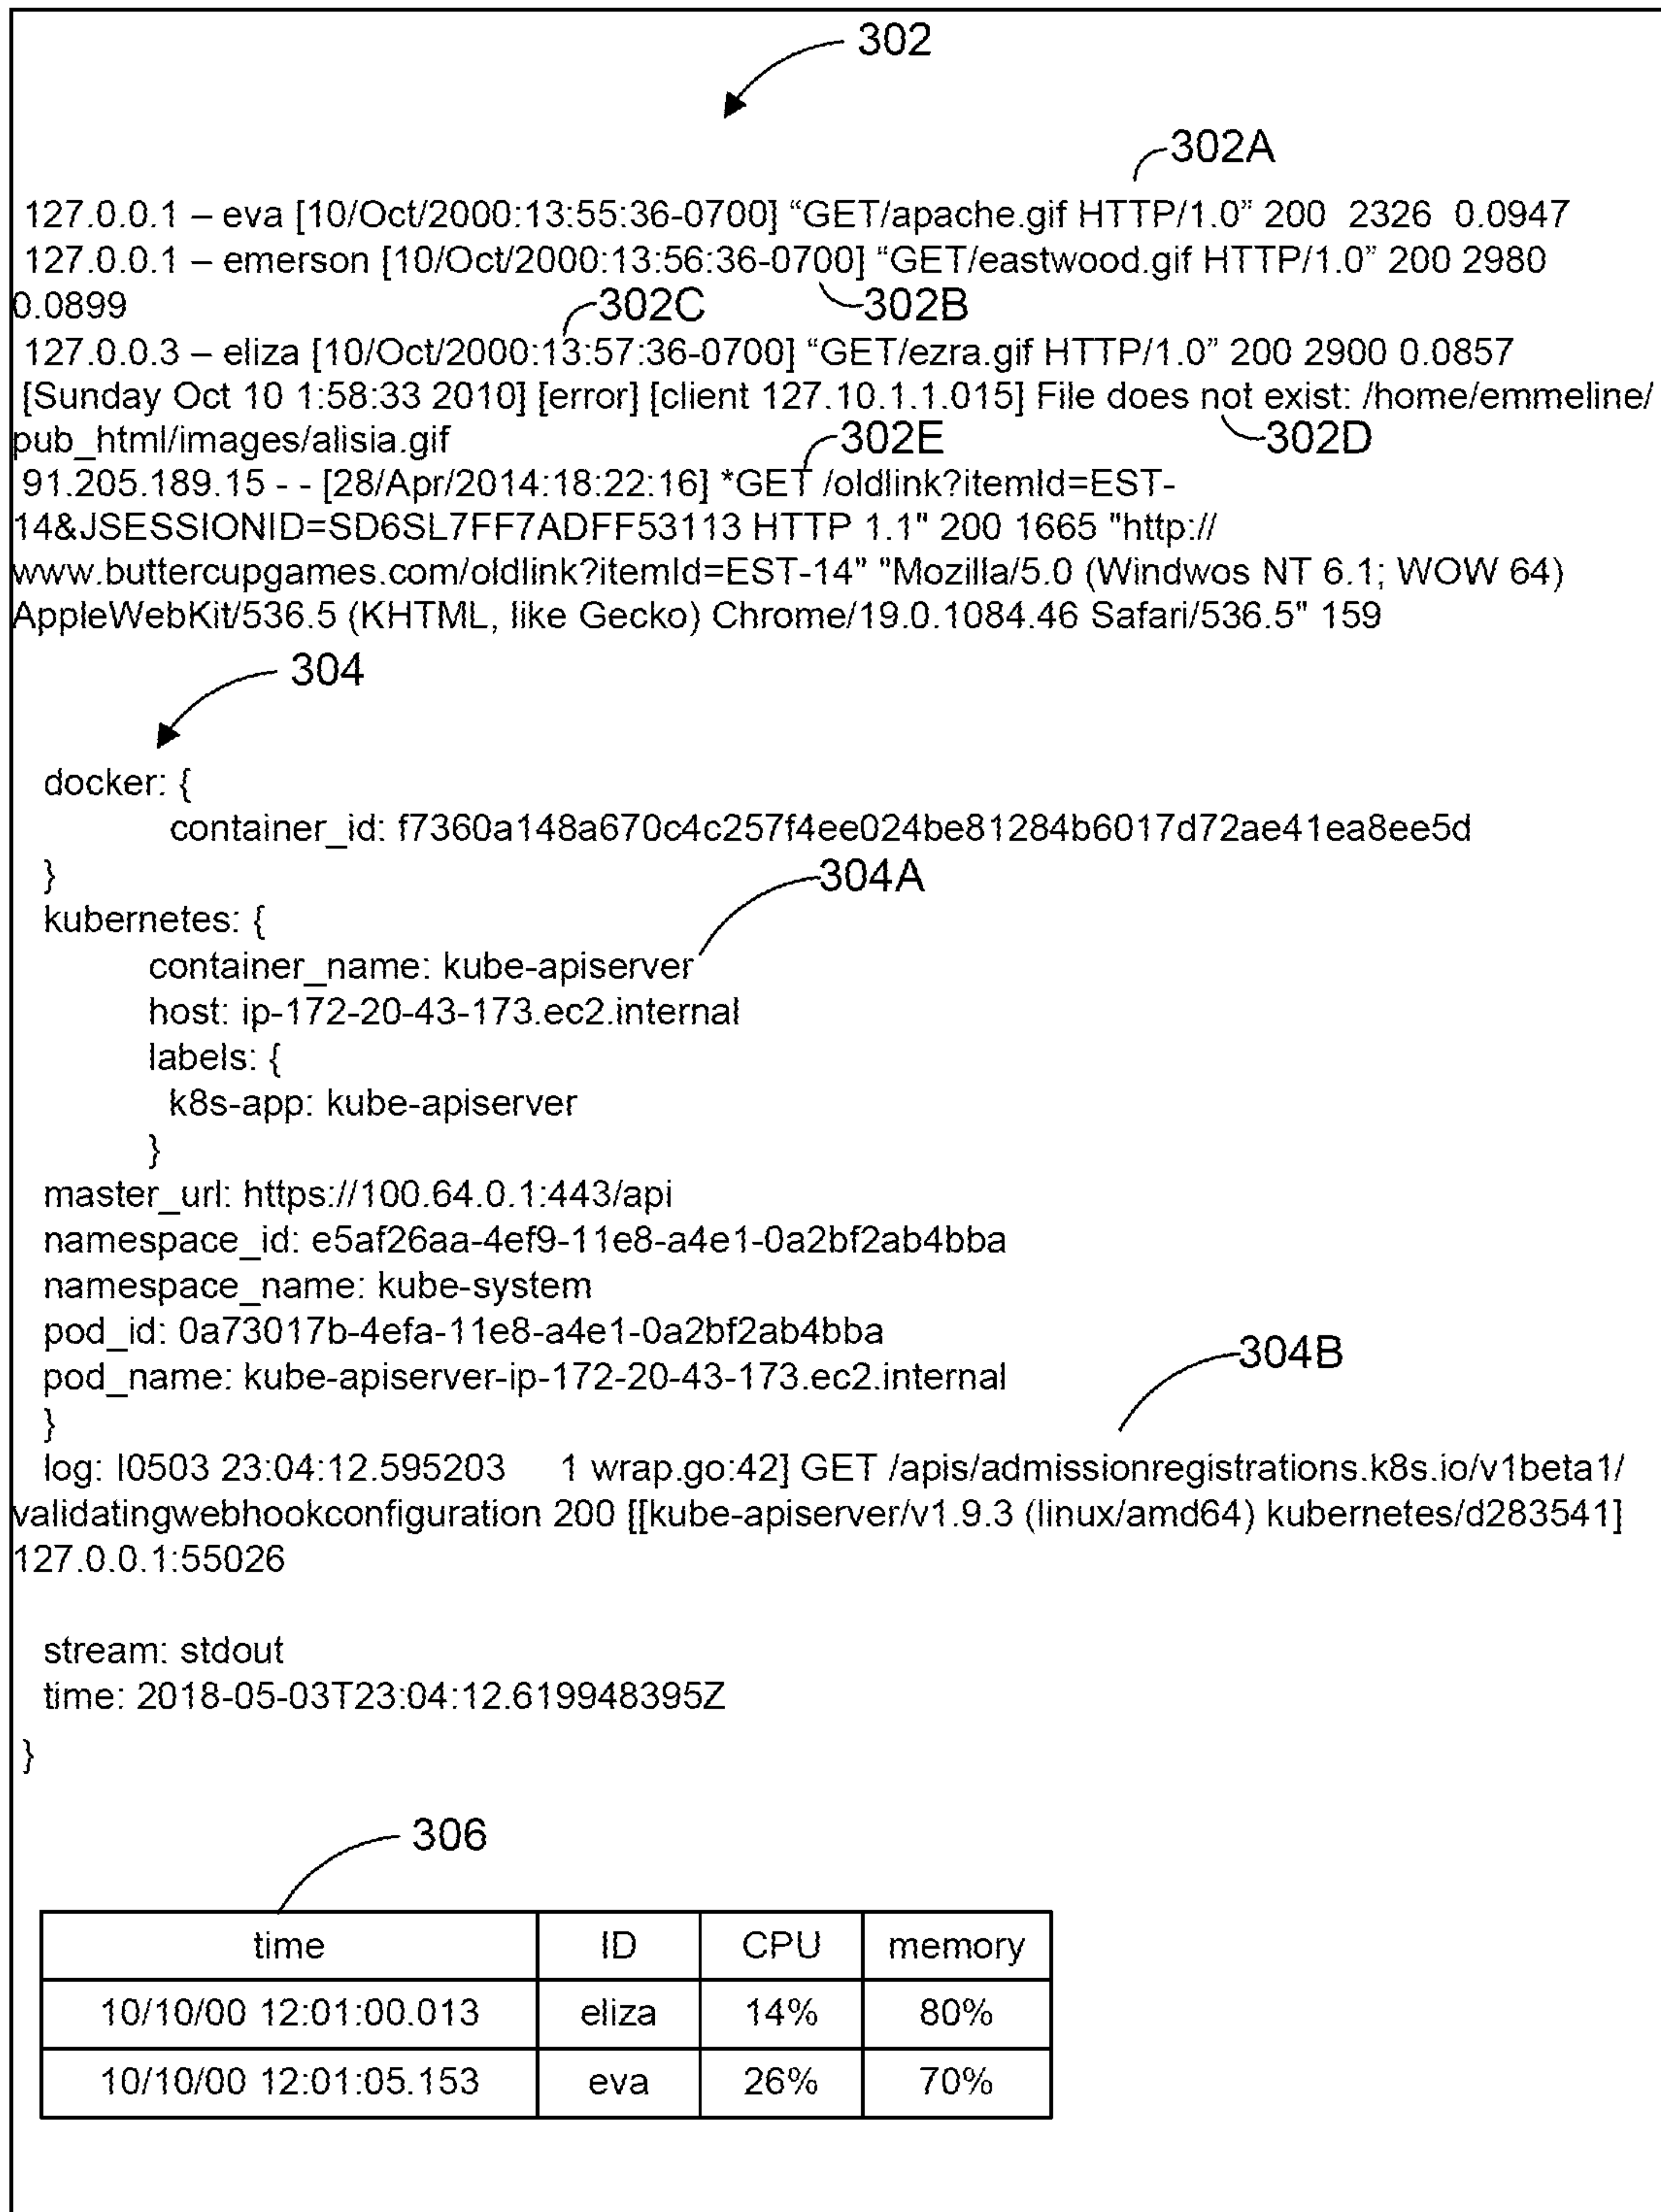 302
302A
127.0.0.1 – eva [10/Oct/2000:13:55:36-0700] “GET/apache.gif HTTP/1.0” 200 2326 0.0947
127.0.0.1 – emerson [10/Oct/2000:13:56:36-0700] “GET/eastwood.gif HTTP/1.0” 200 2980
0.0899
302C
302B
127.0.0.3 – eliza [10/Oct/2000:13:57:36-0700] “GET/ezra.gif HTTP/1.0” 200 2900 0.0857
[Sunday Oct 10 1:58:33 2010] [error] [client 127.10.1.1.015] File does not exist: /home/emmeline/
pub_html/images/alisia.gif
302E
302D
91.205.189.15 - - [28/Apr/2014:18:22:16] *GET /oldlink?itemId=EST-
14&JSESSIONID=SD6SL7FF7ADFF53113 HTTP 1.1" 200 1665 "http://
www.buttercupgames.com/oldlink?itemId=EST-14" "Mozilla/5.0 (Windwos NT 6.1; WOW 64)
AppleWebKit/536.5 (KHTML, like Gecko) Chrome/19.0.1084.46 Safari/536.5" 159
304
docker: {
container_id: f7360a148a670c4c257f4ee024be81284b6017d72ae41ea8ee5d
}
304A
kubernetes: {
container_name: kube-apiserver
host: ip-172-20-43-173.ec2.internal
labels: {
k8s-app: kube-apiserver
}
master_url: https://100.64.0.1:443/api
namespace_id: e5af26aa-4ef9-11e8-a4e1-0a2bf2ab4bba
namespace_name: kube-system
pod_id: 0a73017b-4efa-11e8-a4e1-0a2bf2ab4bba
304B
pod_name: kube-apiserver-ip-172-20-43-173.ec2.internal
}
log: I0503 23:04:12.595203 1 wrap.go:42] GET /apis/admissionregistrations.k8s.io/v1beta1/
validatingwebhookconfiguration 200 [[kube-apiserver/v1.9.3 (linux/amd64) kubernetes/d283541]
127.0.0.1:55026
stream: stdout
time: 2018-05-03T23:04:12.619948395Z
}
306
time ID CPU memory
10/10/00 12:01:00.013 eliza 14% 80%
10/10/00 12:01:05.153 eva 26% 70%